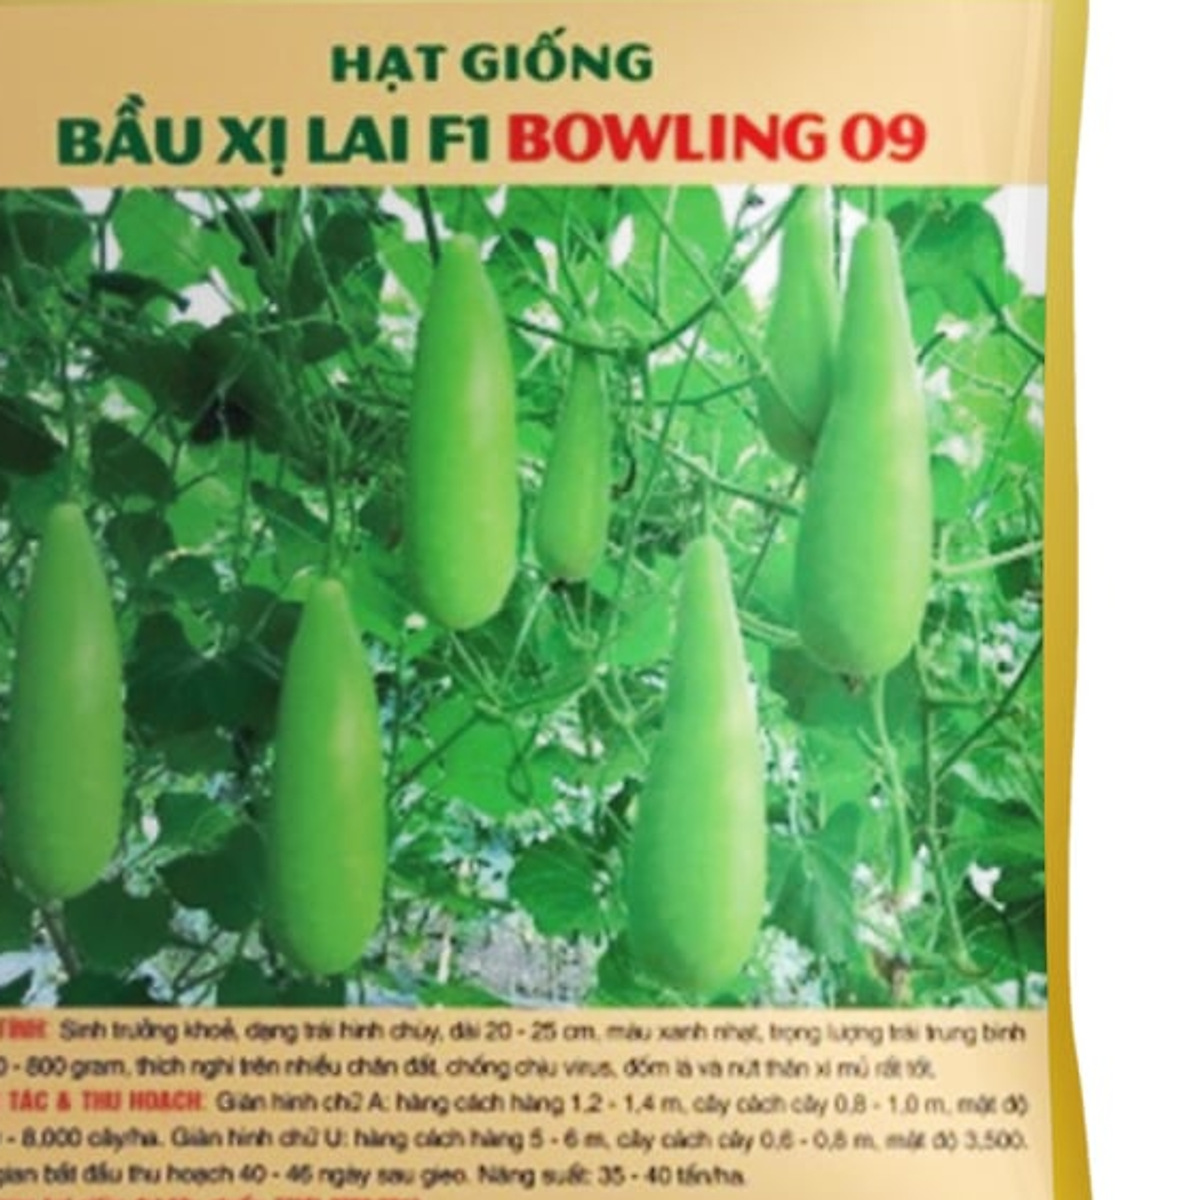 HẠT GIỐNG
BẦU XỊ LAI F1 BOWLING 09
TÍNH: Sinh trưởng khoẻ, dạng trái hình chùy, dài 20 - 25 cm, màu xanh nhạt, trọng lượng trái trung bình
- 800 gram, thích nghi trên nhiều chân đất, chống chịu virus, đốm lá và nứt thân xì mủ rất tốt.
TÁC & THU HOẠCH: Giàn hình chữ A: hàng cách hàng 1,2 - 1,4 m, cây cách cây 0,8 - 1,0 m, mật độ
- 8,000 cây/ha. Giàn hình chữ U: hàng cách hàng 5 - 6 m, cây cách cây 0,6 - 0,8 m, mật độ 3,500.
gian bắt đầu thu hoạch 40 - 46 ngày sau gieo. Năng suất: 35 - 40 tấn/ha.